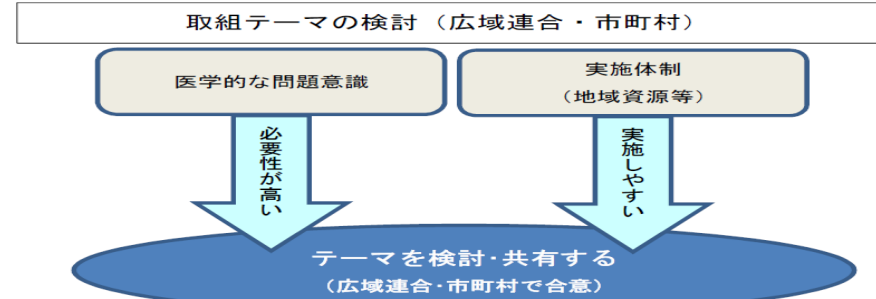 取組テーマの検討（広域連合・市町村）
医学的な問題意識
実施体制
（地域資源等）
必要性が高い
実施しやすい
テーマを検討･共有する
（広域連合･市町村で合意）